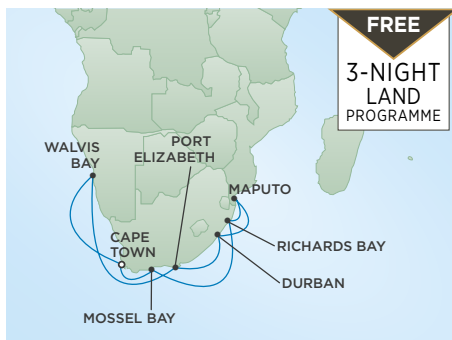 FREE
3-NIGHT
LAND
PROGRAMME
WALVIS
BAY
PORT
ELIZABETH
MAPUTO
CAPE
TOWN
RICHARDS BAY
DURBAN
MOSSEL BAY